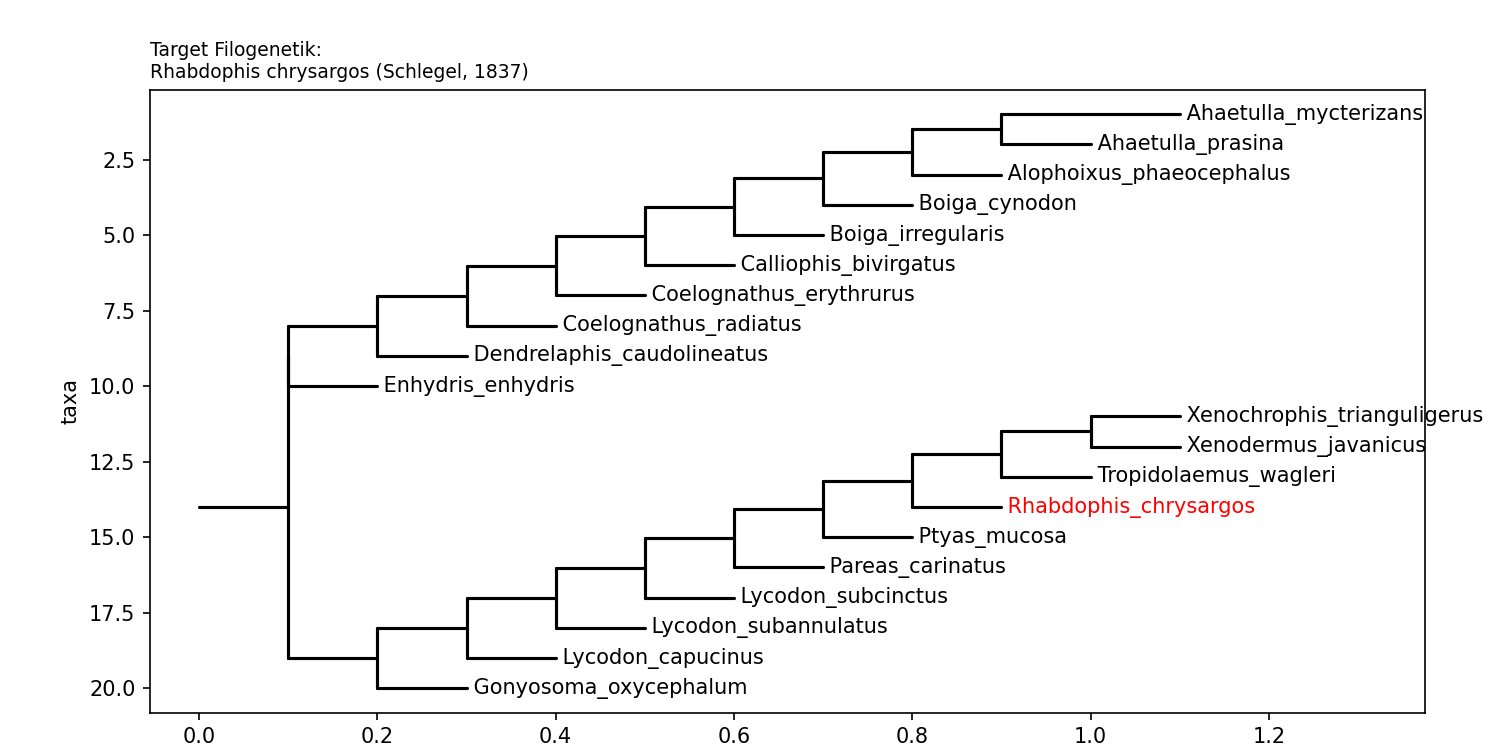 Target Filogenetik:
Rhabdophis chrysargos (Schlegel, 1837)
Ahaetulla_mycterizans
Ahaetulla_prasina
2.5
Alophoixus_phaeocephalus
Boiga_cynodon
5.0
Boiga_irregularis
Calliophis_bivirgatus
Coelognathus_erythrurus
7.5
Coelognathus_radiatus
Dendrelaphis_caudolineatus
10.0
Enhydris_enhydris
taxa
Xenochrophis_trianguligerus
Xenodermus_javanicus
12.5
Tropidolaemus_wagleri
Rhabdophis_chrysargos
15.0
Ptyas_mucosa
Pareas_carinatus
Lycodon_subcinctus
17.5
Lycodon_subannulatus
Lycodon_capucinus
20.0
Gonyosoma_oxycephalum
0.0 0.2 0.4 0.6 0.8 1.0 1.2